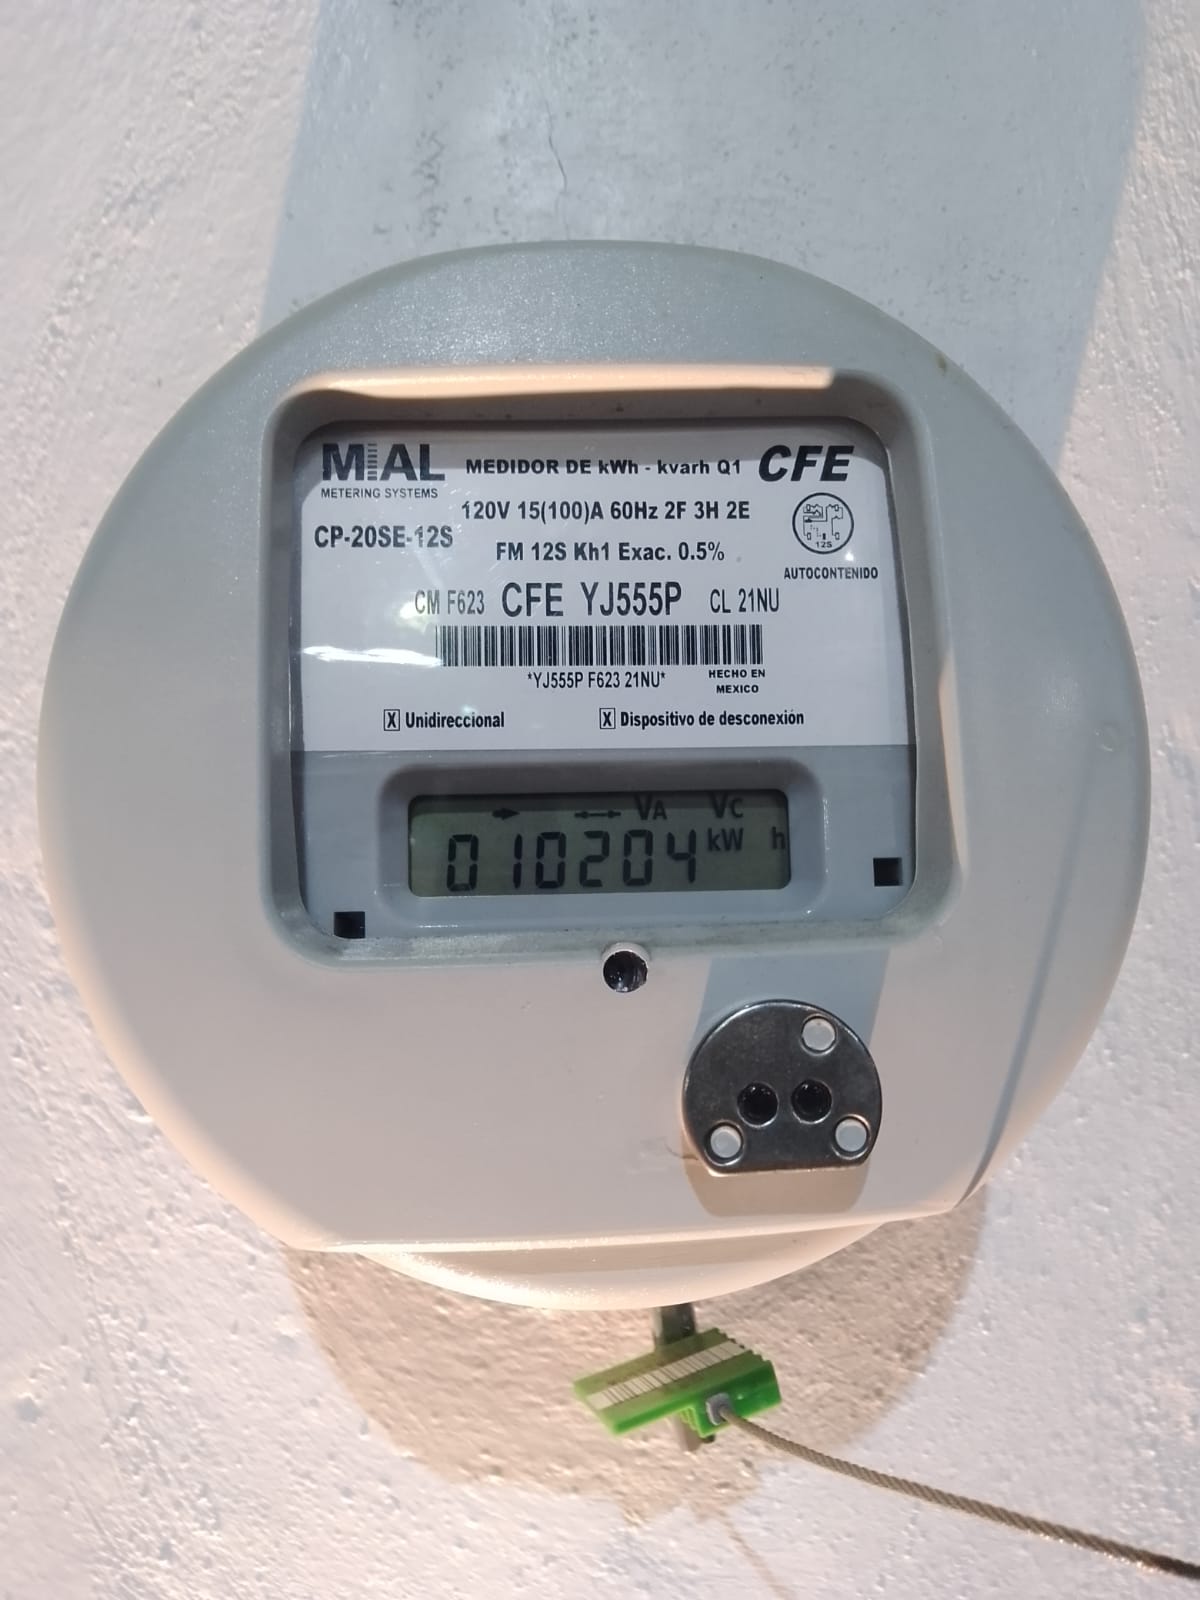 MIAL
METERING SYSTEMS
MEDIDOR DE kWh - kvarh Q1
CFE
120V 15(100)A 60Hz 2F 3H 2E
CP-20SE-12S
FM 12S Kh1 Exac. 0.5%
12S
AUTOCONTENIDO
CM F623 CFE YJ555P CL 21NU
*YJ555P F623 21NU*
HECHO EN
MEXICO
X Unidireccional
X Dispositivo de desconexión
VA VC
010204 kW h